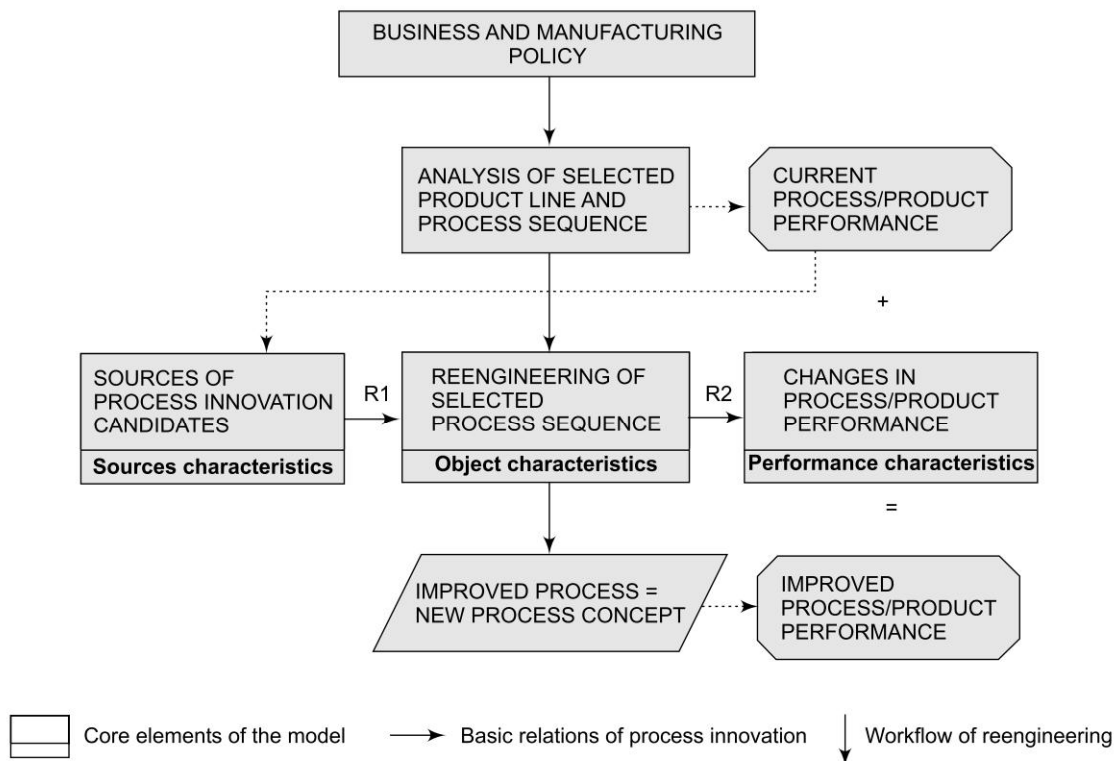 BUSINESS AND MANUFACTURING
POLICY
ANALYSIS OF SELECTED
PRODUCT LINE AND
PROCESS SEQUENCE
CURRENT
PROCESS/PRODUCT
PERFORMANCE
+
SOURCES OF
PROCESS INNOVATION
CANDIDATES
Sources characteristics
R1
REENGINEERING OF
SELECTED
PROCESS SEQUENCE
Object characteristics
R2
CHANGES IN
PROCESS/PRODUCT
PERFORMANCE
Performance characteristics
=
IMPROVED PROCESS =
NEW PROCESS CONCEPT
IMPROVED
PROCESS/PRODUCT
PERFORMANCE
Core elements of the model
Basic relations of process innovation
Workflow of reengineering